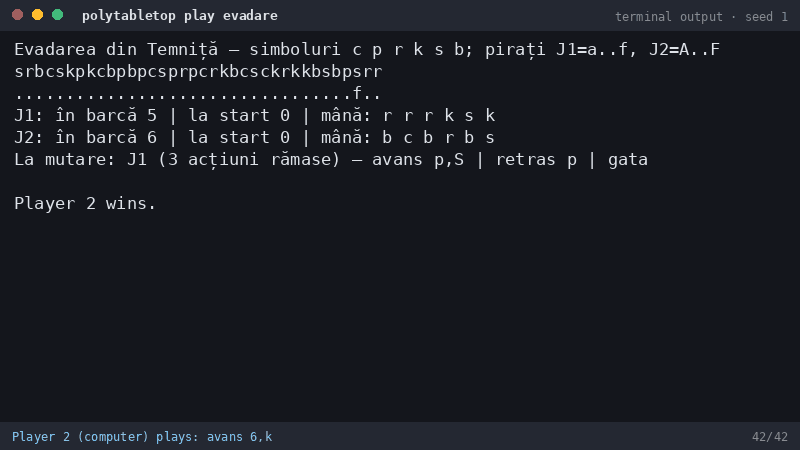 polytabletop play evadare
terminal output · seed 1
Evadarea din Temniță — simboluri c p r k s b; pirați J1=a..f, J2=A..F
srbcskpkcbpbpcsprpcrkbcsckrkkbsbpsrr
.................................f..
J1: în barcă 5 | la start 0 | mână: r r r k s k
J2: în barcă 6 | la start 0 | mână: b c b r b s
La mutare: J1 (3 acțiuni rămase) — avans p,S | retras p | gata
Player 2 wins.
Player 2 (computer) plays: avans 6,k
42/42